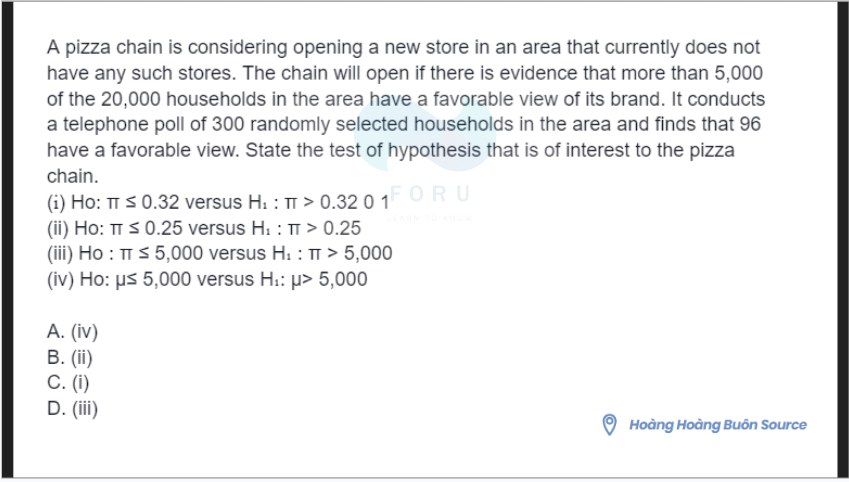 A pizza chain is considering opening a new store in an area that currently does not
have any such stores. The chain will open if there is evidence that more than 5,000
of the 20,000 households in the area have a favorable view of its brand. It conducts
a telephone poll of 300 randomly selected households in the area and finds that 96
have a favorable view. State the test of hypothesis that is of interest to the pizza
chain.
FORU
(i) Ho: π ≤ 0.32 versus H₁ : π > 0.32 0 1
(ii) Ho: π ≤ 0.25 versus H₁ : π > 0.25
(iii) Ho : π ≤ 5,000 versus H₁ : π > 5,000
(iv) Ho: μ≤ 5,000 versus H₁: μ> 5,000
A. (iv)
B. (ii)
C. (i)
D. (iii)
Hoàng Hoàng Buôn Source